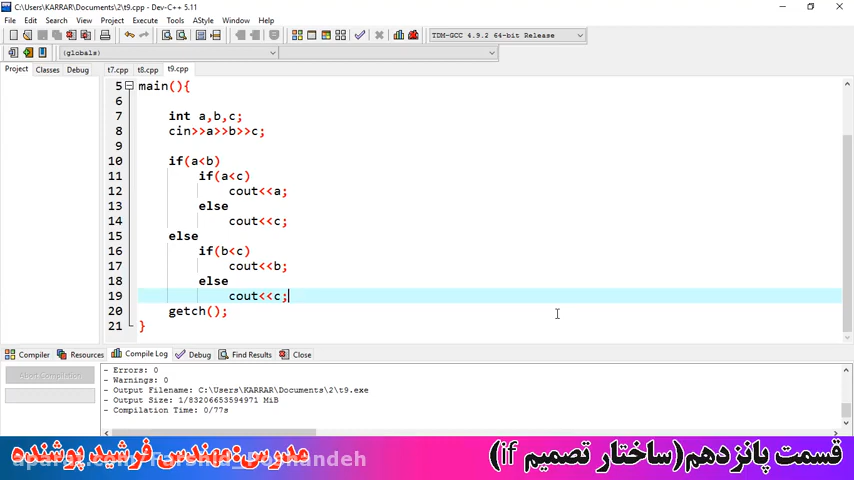 C:\Users\KARRAR\Documents\2\t9.cpp - Dev-C++ 5.11
File Edit Search View Project Execute Tools AStyle Window Help
TDM-GCC 4.9.2 64-bit Release
(globals)
Project Classes Debug t7.cpp t8.cpp t9.cpp
5 main(){
6
7 int a,b,c;
8 cin>>a>>b>>c;
9
10 if(a<b)
11 if(a<c)
12 cout<<a;
13 else
14 cout<<c;
15 else
16 if(b<c)
17 cout<<b;
18 else
19 cout<<c;
20 getch();
21 }
Compiler Resources Compile Log Debug Find Results Close
Abort Compilation
- Errors: 0
- Warnings: 0
- Output Filename: C:\Users\KARRAR\Documents\2\t9.exe
- Output Size: 1/83206653594971 MiB
- Compilation Time: 0/77s
قسمت پانزدهم(ساختار تصمیم if)
مدرس:مهندس فرشید پوشنده